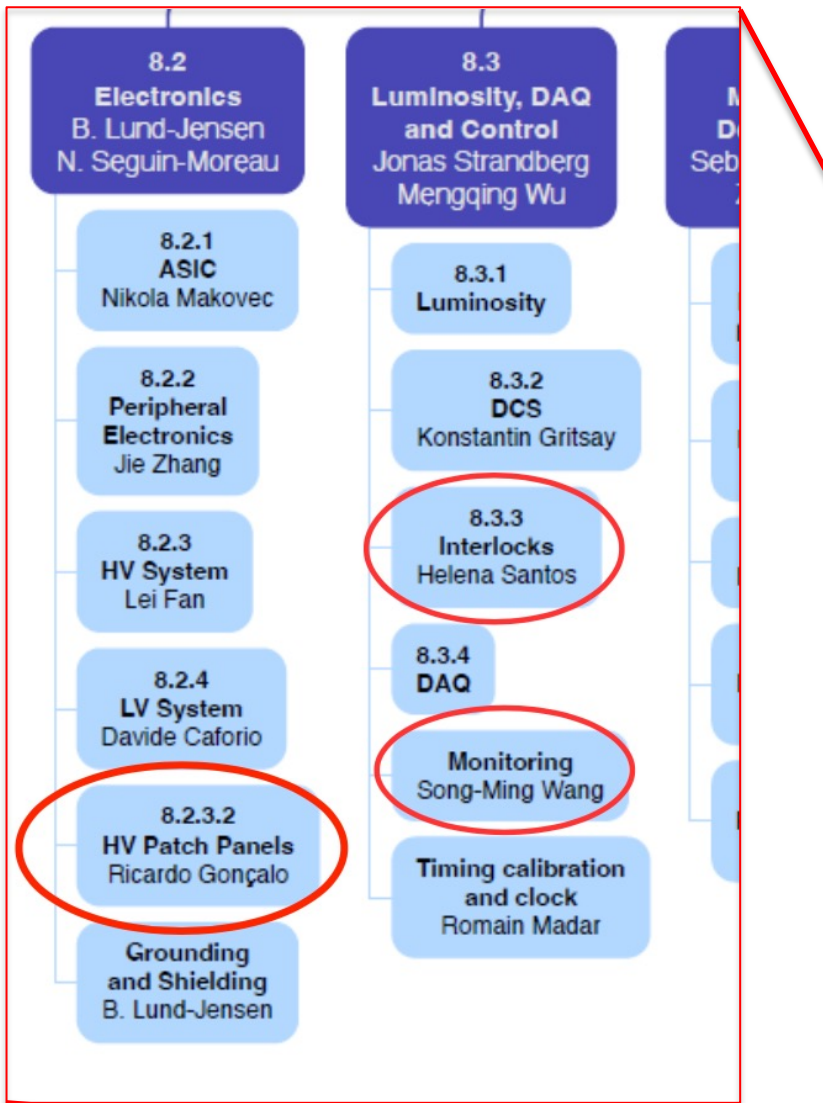 8.2
Electronics
B. Lund-Jensen
N. Seguin-Moreau
8.2.1
ASIC
Nikola Makovec
8.2.2
Peripheral
Electronics
Jie Zhang
8.2.3
HV System
Lei Fan
8.2.4
LV System
Davide Caforio
8.2.3.2
HV Patch Panels
Ricardo Gonçalo
Grounding
and Shielding
B. Lund-Jensen
8.3
Luminosity, DAQ
and Control
Jonas Strandberg
Mengqing Wu
8.3.1
Luminosity
8.3.2
DCS
Konstantin Gritsay
8.3.3
Interlocks
Helena Santos
8.3.4
DAQ
Monitoring
Song-Ming Wang
Timing calibration
and clock
Romain Madar